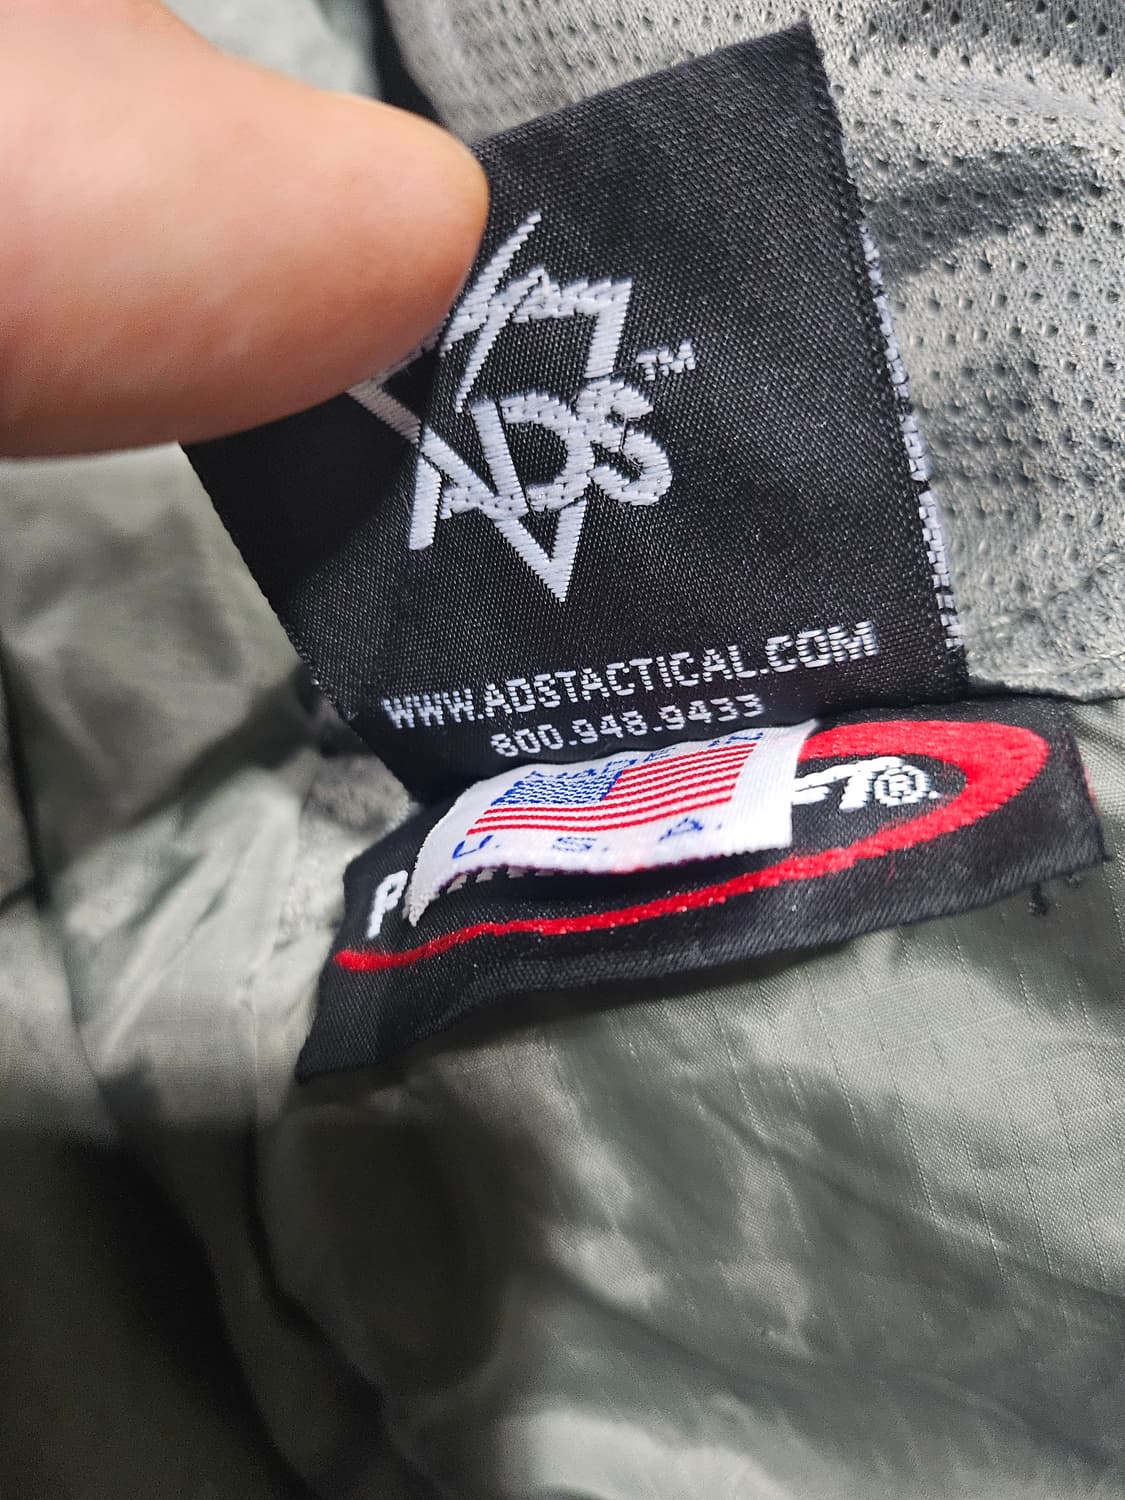 ADS™
WWW.ADSTACTICAL.COM
800.948.9433
MADE IN
U. S. A.
®